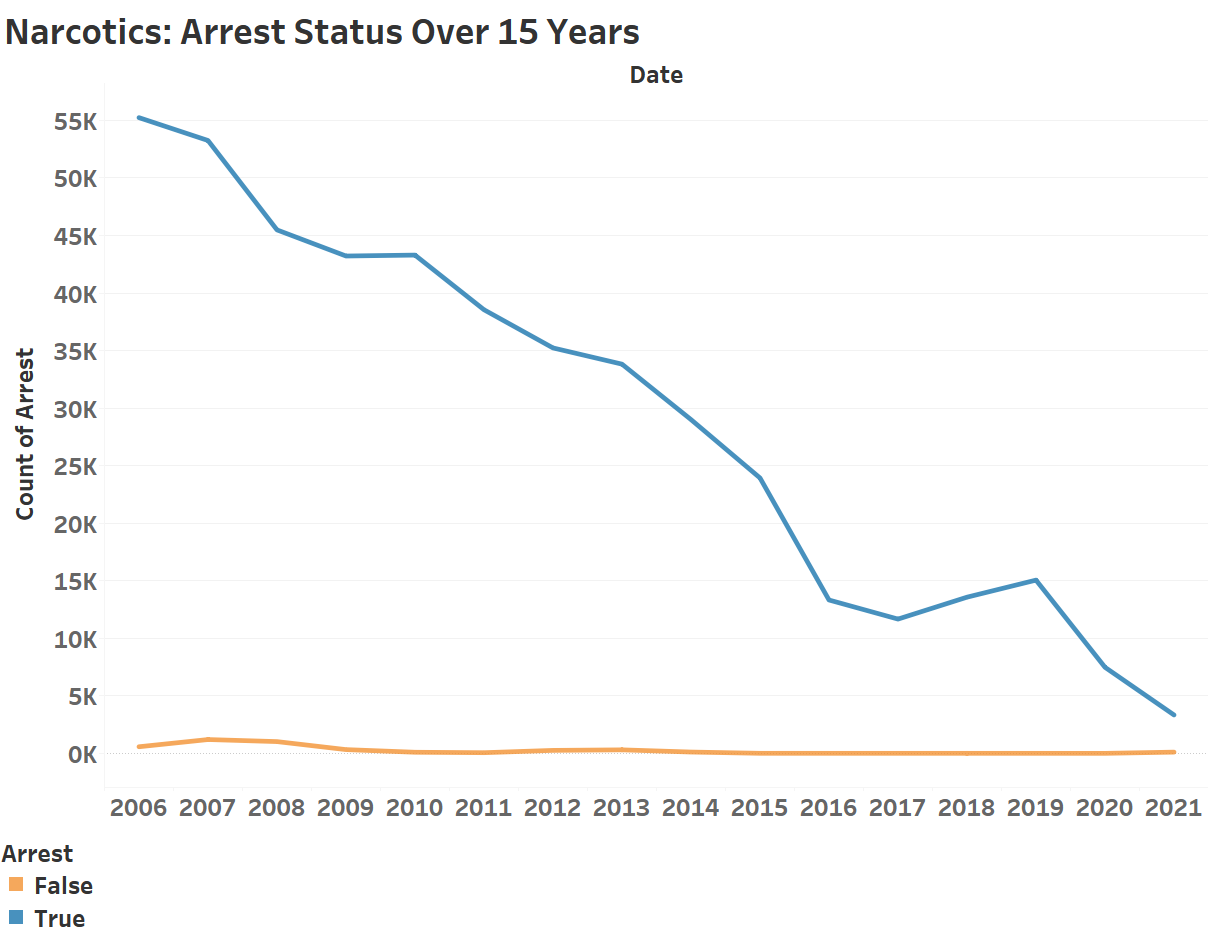 Narcotics: Arrest Status Over 15 Years
Date
55K
50K
45K
40K
35K
30K
25K
20K
15K
10K
5K
0K
Count of Arrest
2006 2007 2008 2009 2010 2011 2012 2013 2014 2015 2016 2017 2018 2019 2020 2021
Arrest
False
True